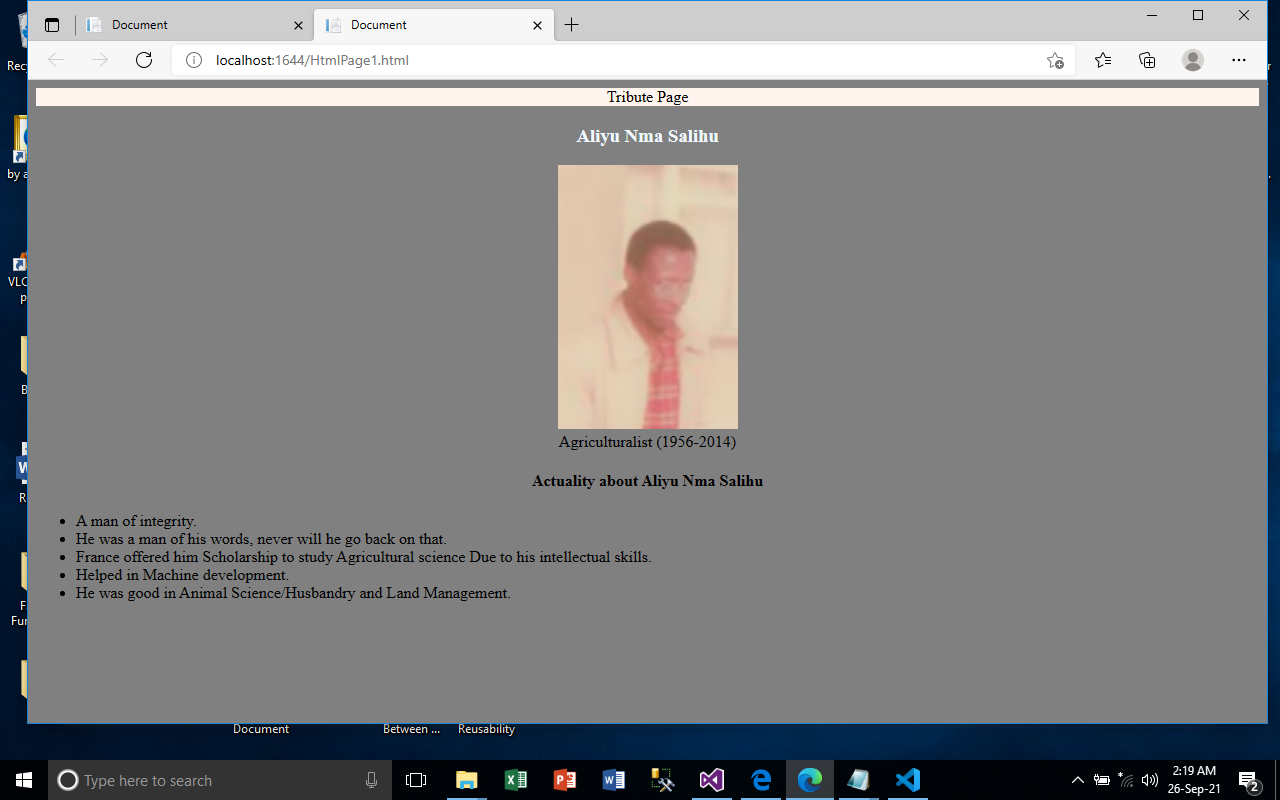 Document
Document
localhost:1644/HtmlPage1.html
Tribute Page
Aliyu Nma Salihu
Agriculturalist (1956-2014)
Actuality about Aliyu Nma Salihu
A man of integrity.
He was a man of his words, never will he go back on that.
France offered him Scholarship to study Agricultural science Due to his intellectual skills.
Helped in Machine development.
He was good in Animal Science/Husbandry and Land Management.
by a
VLC
Document
Between ...
Reusability
Type here to search
2:19 AM
26-Sep-21
2